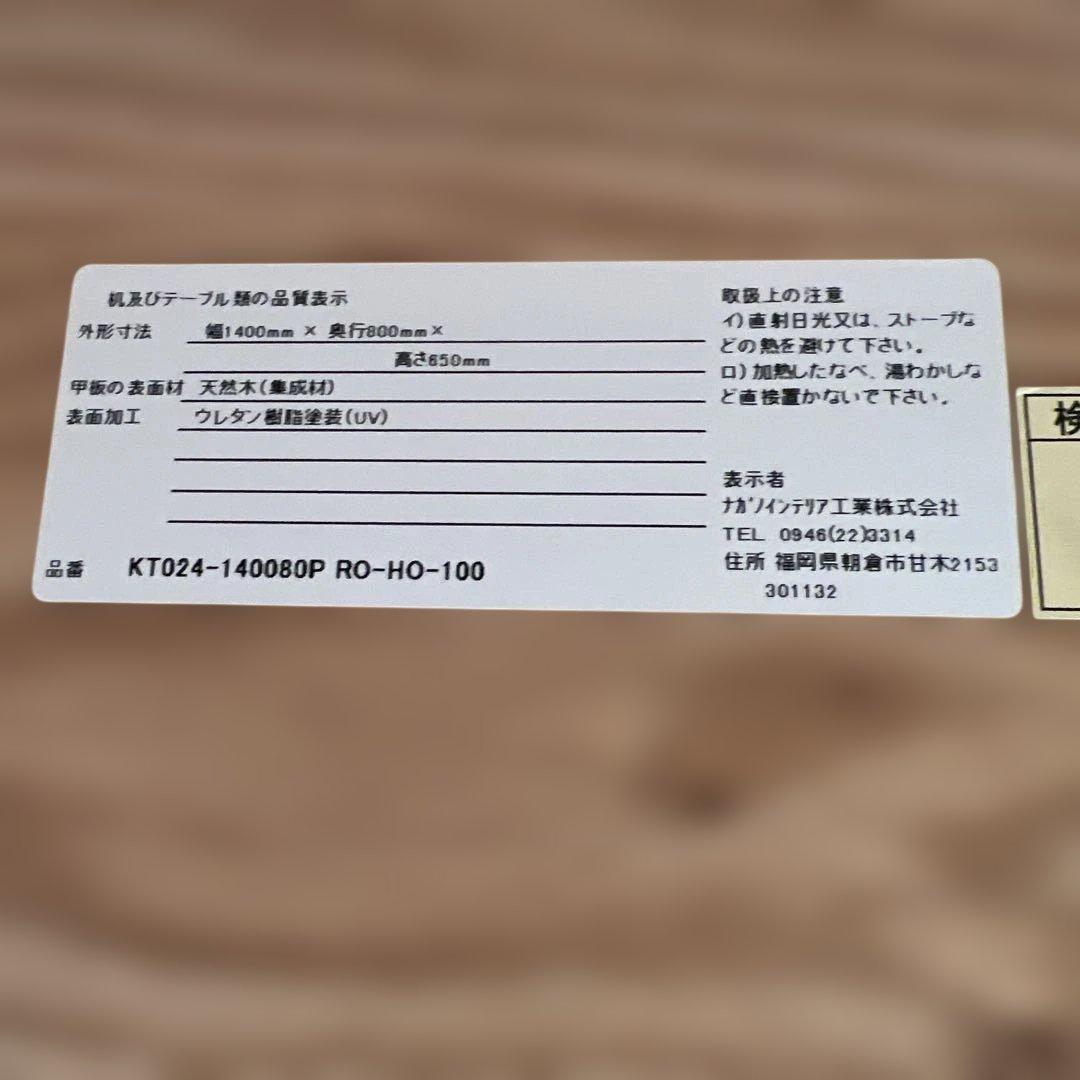 机及びテーブル類の品質表示
外形寸法 幅1400mm × 奥行800mm×
高さ650mm
甲板の表面材 天然木(集成材)
表面加工 ウレタン樹脂塗装(UV)
品番 KT024-140080P RO-HO-100
取扱上の注意
イ)直射日光又は、ストーブな
どの熱を避けて下さい。
ロ)加熱したなべ、湯わかしな
ど直接置かないで下さい。
表示者
ナガノインテリア工業株式会社
TEL 0946(22)3314
住所 福岡県朝倉市甘木2153
301132
検